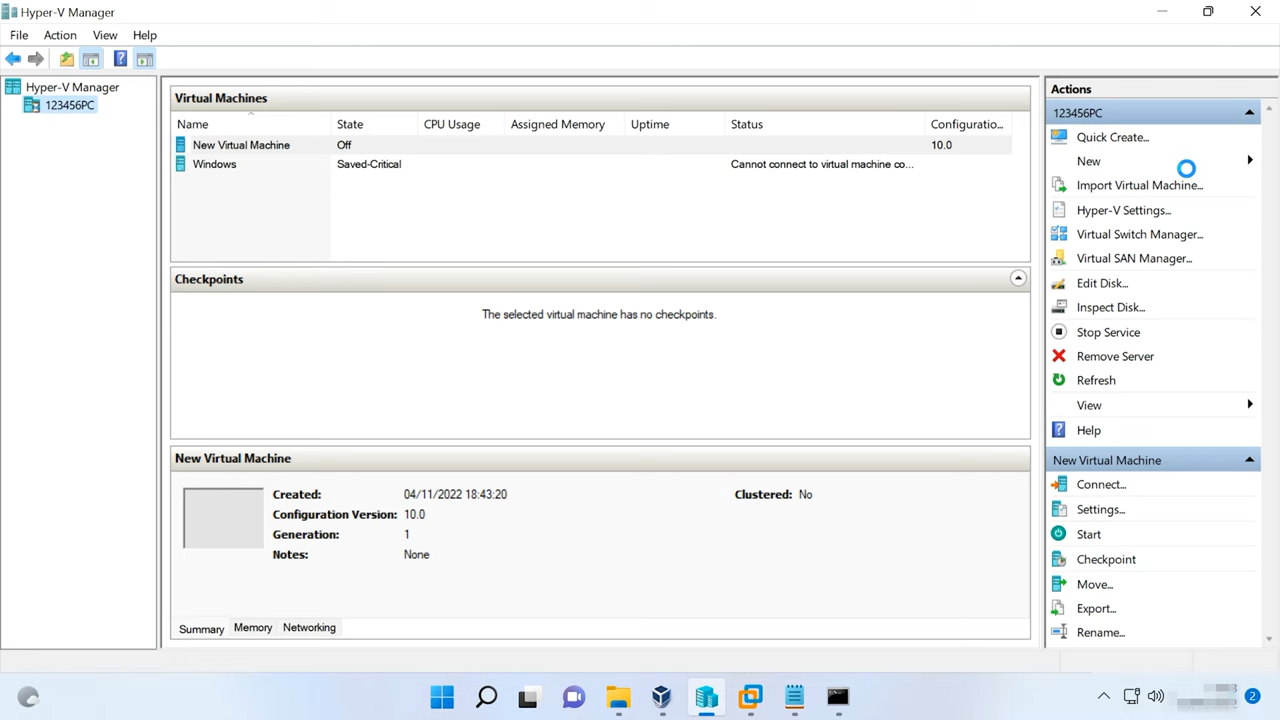 Hyper-V Manager
File Action View Help
Hyper-V Manager
123456PC
Virtual Machines
Name State CPU Usage Assigned Memory Uptime Status Configuratio...
New Virtual Machine Off 10.0
Windows Saved-Critical Cannot connect to virtual machine co...
Checkpoints
The selected virtual machine has no checkpoints.
New Virtual Machine
Created: 04/11/2022 18:43:20 Clustered: No
Configuration Version: 10.0
Generation: 1
Notes: None
Summary Memory Networking
Actions
123456PC
Quick Create...
New
Import Virtual Machine...
Hyper-V Settings...
Virtual Switch Manager...
Virtual SAN Manager...
Edit Disk...
Inspect Disk...
Stop Service
Remove Server
Refresh
View
Help
New Virtual Machine
Connect...
Settings...
Start
Checkpoint
Move...
Export...
Rename...
2